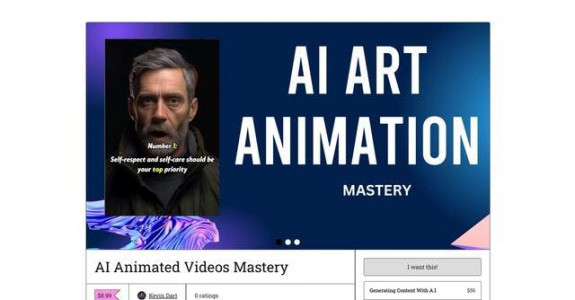 AI ART
ANIMATION
MASTERY
Number 1:
Self-respect and self-care should be
your top priority
AI Animated Videos Mastery
I want this!
$8.99
Kevin Dart
0 ratings
Generating Content With A.I
$36